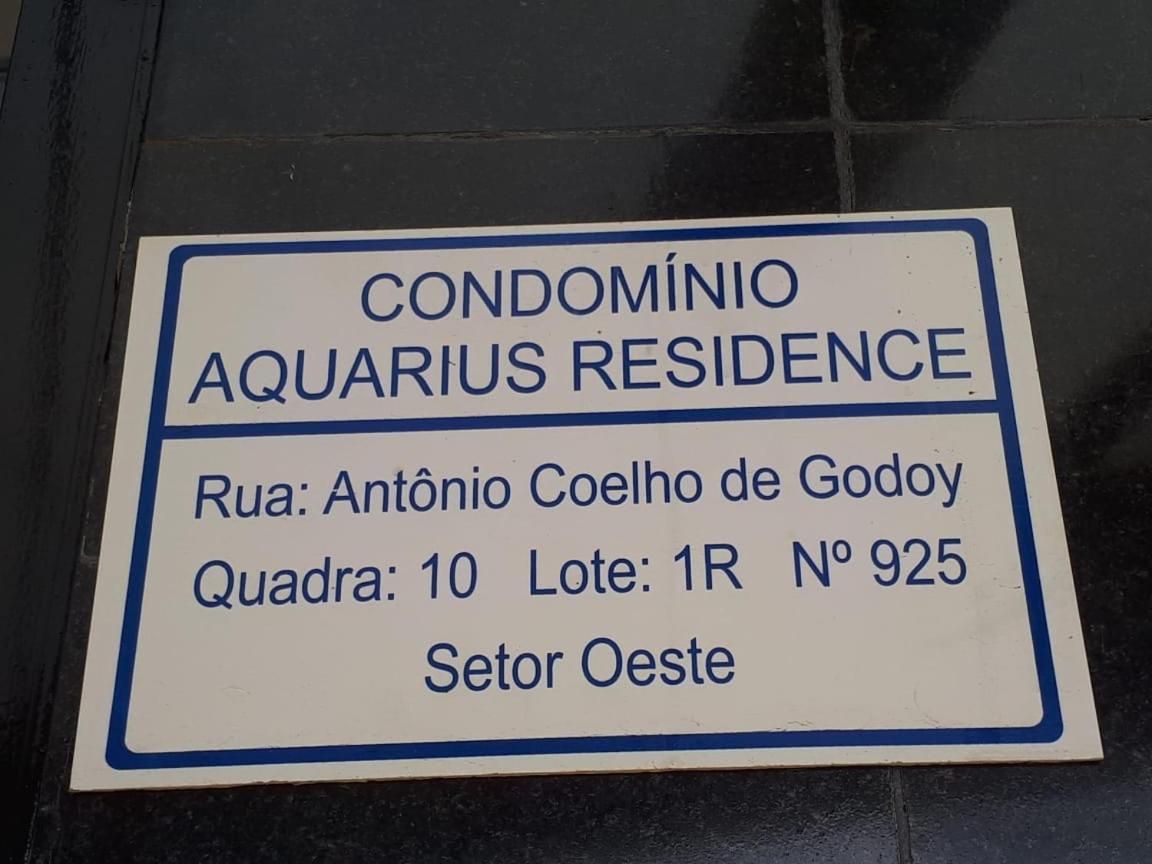 CONDOMÍNIO
AQUARIUS RESIDENCE
Rua: Antônio Coelho de Godoy
Quadra: 10 Lote: 1R Nº 925
Setor Oeste